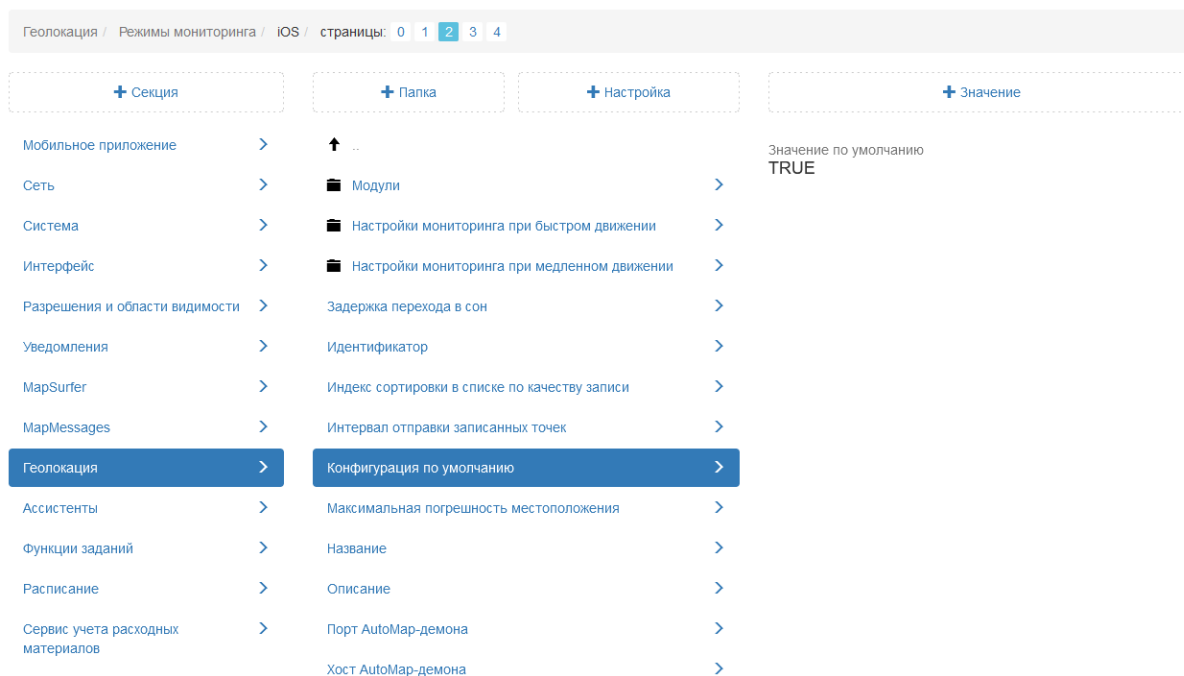 Геолокация / Режимы мониторинга / iOS / страницы: 0 1 2 3 4
+ Секция
+ Папка
+ Настройка
+ Значение
Мобильное приложение
Сеть
Система
Интерфейс
Разрешения и области видимости
Уведомления
MapSurfer
MapMessages
Геолокация
Ассистенты
Функции заданий
Расписание
Сервис учета расходных
материалов
..
Модули
Настройки мониторинга при быстром движении
Настройки мониторинга при медленном движении
Задержка перехода в сон
Идентификатор
Индекс сортировки в списке по качеству записи
Интервал отправки записанных точек
Конфигурация по умолчанию
Максимальная погрешность местоположения
Название
Описание
Порт AutoMap-демона
Хост AutoMap-демона
Значение по умолчанию
TRUE